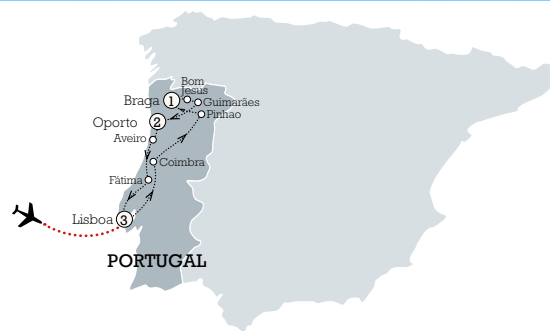 Bom
Jesus
Braga 1
Guimarães
Pinhao
Oporto 2
Aveiro
Coimbra
Fátima
Lisboa 3
PORTUGAL